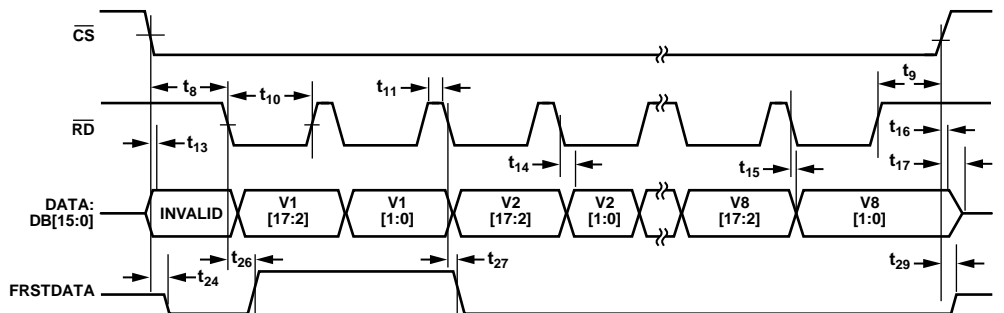 CS
t8
t10
t11
t9
RD
t13
t14
t15
t16
t17
DATA:
DB[15:0]
INVALID
V1
[17:2]
V1
[1:0]
V2
[17:2]
V2
[1:0]
V8
[17:2]
V8
[1:0]
t24
t26
t27
t29
FRSTDATA